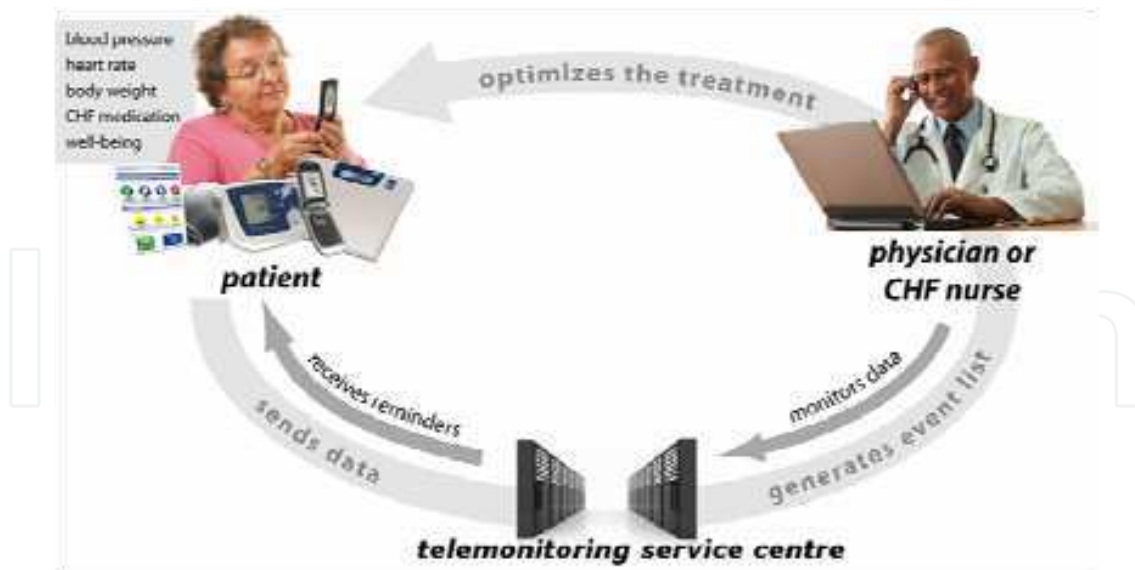 blood pressure
heart rate
body weight
CHF medication
well-being
optimizes the treatment
patient
physician or
CHF nurse
receives reminders
monitors data
sends data
generates event list
telemonitoring service centre